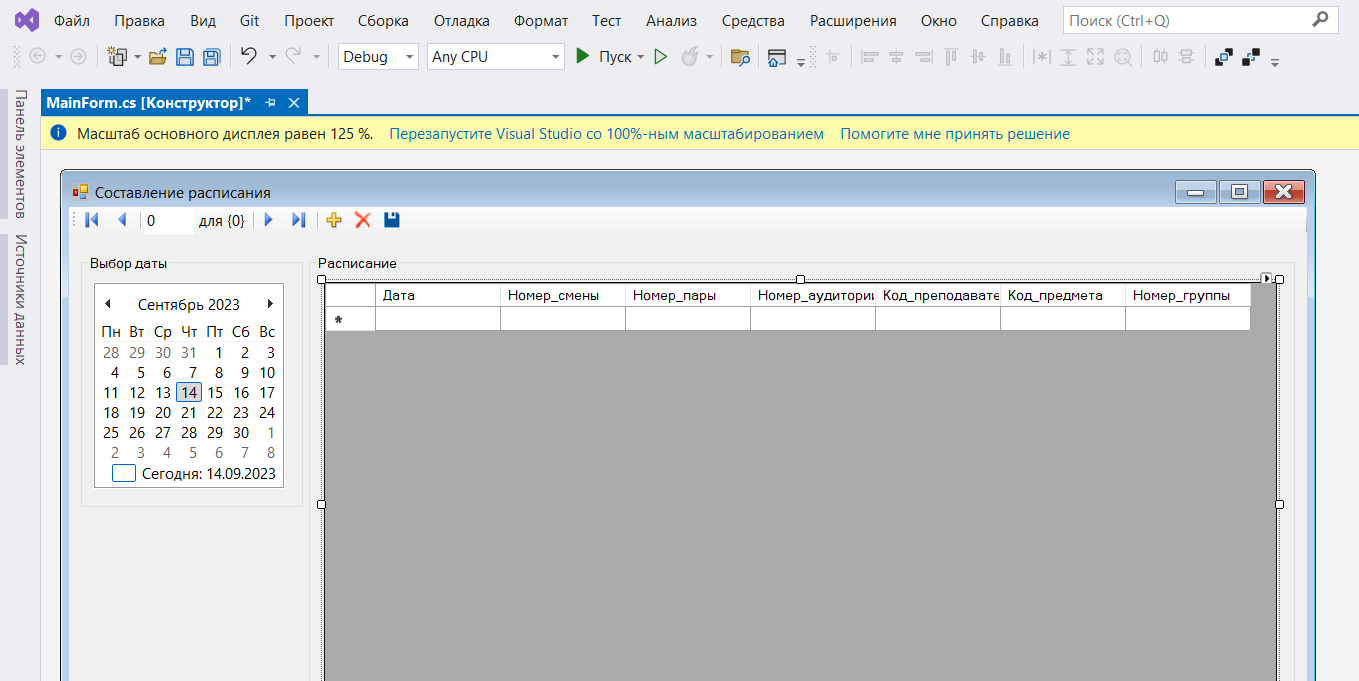 Файл Правка Вид Git Проект Сборка Отладка Формат Тест Анализ Средства Расширения Окно Справка Поиск (Ctrl+Q)
Debug Any CPU Пуск
MainForm.cs [Конструктор]*
Панель элементов
Источники данных
Масштаб основного дисплея равен 125 %. Перезапустите Visual Studio со 100%-ным масштабированием Помогите мне принять решение
Составление расписания
0 для {0}
Выбор даты
Сентябрь 2023
Пн Вт Ср Чт Пт Сб Вс
28 29 30 31 1 2 3
4 5 6 7 8 9 10
11 12 13 14 15 16 17
18 19 20 21 22 23 24
25 26 27 28 29 30 1
2 3 4 5 6 7 8
Сегодня: 14.09.2023
Расписание
Дата Номер_смены Номер_пары Номер_аудитории Код_преподавате Код_предмета Номер_группы